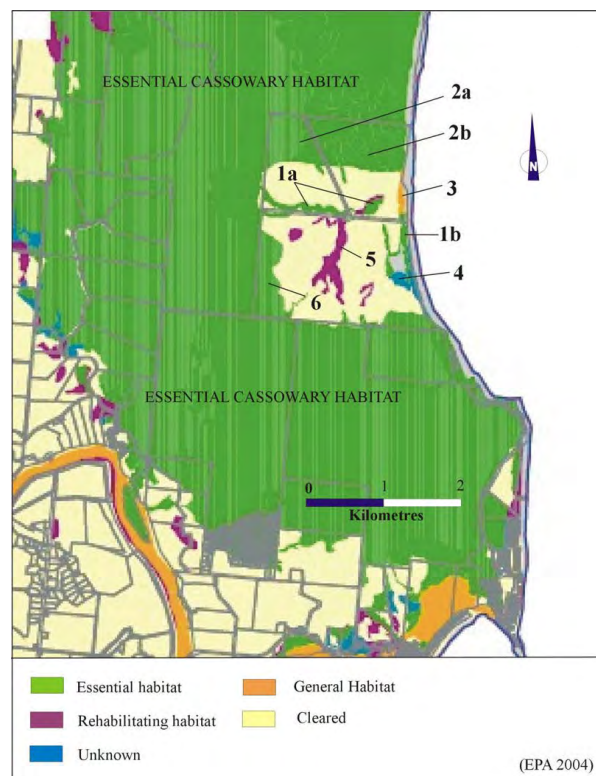 ESSENTIAL CASSOWARY HABITAT
2a
2b
N
1a
3
1b
5
4
6
ESSENTIAL CASSOWARY HABITAT
0 1 2
Kilometres
Essential habitat
General Habitat
Rehabilitating habitat
Cleared
Unknown
(EPA 2004)